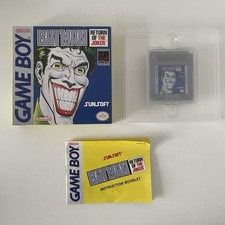 GAME BOY
BATMAN
RETURN OF THE JOKER
SUNSOFT
GAME BOY
SUNSOFT
BATMAN
RETURN OF THE JOKER
INSTRUCTION BOOKLET